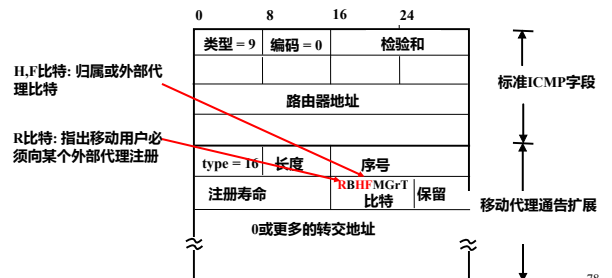 0 8 16 24
类型 = 9 编码 = 0 检验和
H,F比特: 归属或外部代
理比特
标准ICMP字段
路由器地址
R比特: 指出移动用户必
须向某个外部代理注册
type = 16 长度 序号
RBHFMGrT
注册寿命 比特 保留
移动代理通告扩展
0或更多的转交地址
78